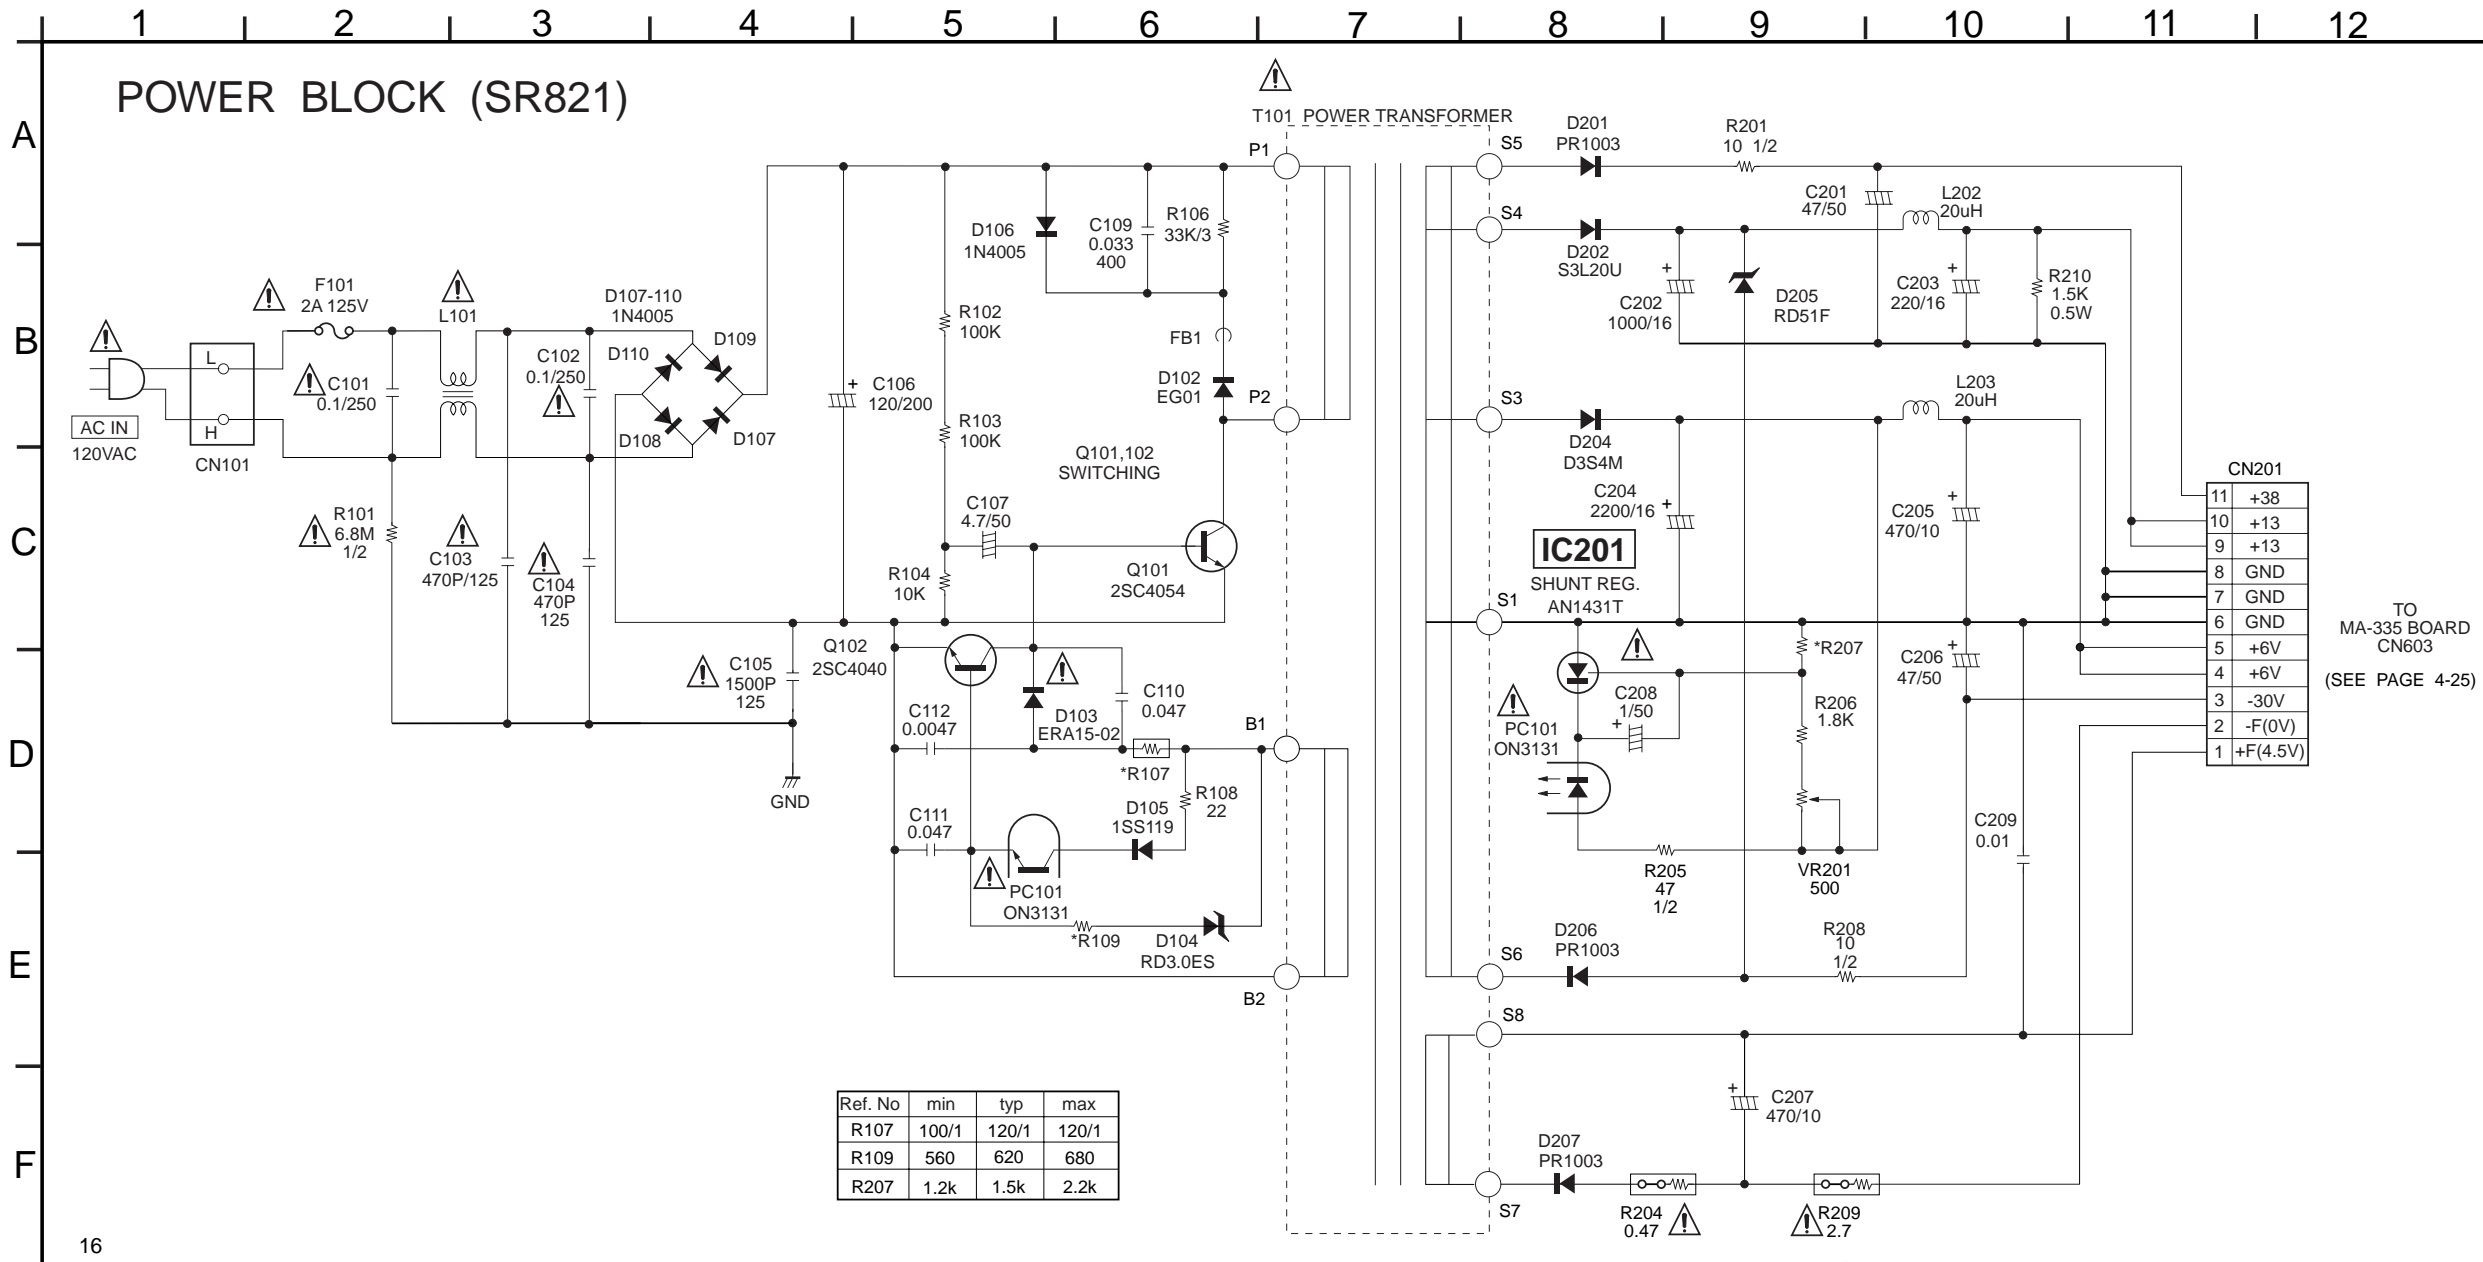 1 2 3 4 5 6 7 8 9 10 11 12
POWER BLOCK (SR821)
A
B
C
D
E
F
AC IN
120VAC
L
H
CN101
F101
2A 125V
C101
0.1/250
R101
6.8M
1/2
L101
C102
0.1/250
C103
470P/125
C104
470P
125
D107-110
1N4005
D110
D109
D108
D107
C105
1500P
125
GND
C106
120/200
R102
100K
R103
100K
R104
10K
C107
4.7/50
D106
1N4005
C109
0.033
400
R106
33K/3
FB1
D102
EG01
Q101,102
SWITCHING
Q101
2SC4054
Q102
2SC4040
C112
0.0047
D103
ERA15-02
C110
0.047
*R107
R108
22
C111
0.047
D105
1SS119
PC101
ON3131
*R109
D104
RD3.0ES
T101 POWER TRANSFORMER
P1
P2
B1
B2
S5
S4
S3
S1
S6
S8
S7
D201
PR1003
R201
10 1/2
C201
47/50
L202
20uH
D202
S3L20U
C202
1000/16
+
D205
RD51F
C203
220/16
+
R210
1.5K
0.5W
L203
20uH
D204
D3S4M
C204
2200/16
+
C205
470/10
+
IC201
SHUNT REG.
AN1431T
*R207
C206
47/50
+
C208
1/50
+
R206
1.8K
PC101
ON3131
R205
47
1/2
VR201
500
C209
0.01
D206
PR1003
R208
10
1/2
C207
470/10
+
D207
PR1003
R204
0.47
R209
2.7
CN201
11 +38
10 +13
9 +13
8 GND
7 GND
6 GND
5 +6V
4 +6V
3 -30V
2 -F(0V)
1 +F(4.5V)
TO
MA-335 BOARD
CN603
(SEE PAGE 4-25)
Ref. No min typ max
R107 100/1 120/1 120/1
R109 560 620 680
R207 1.2k 1.5k 2.2k
16